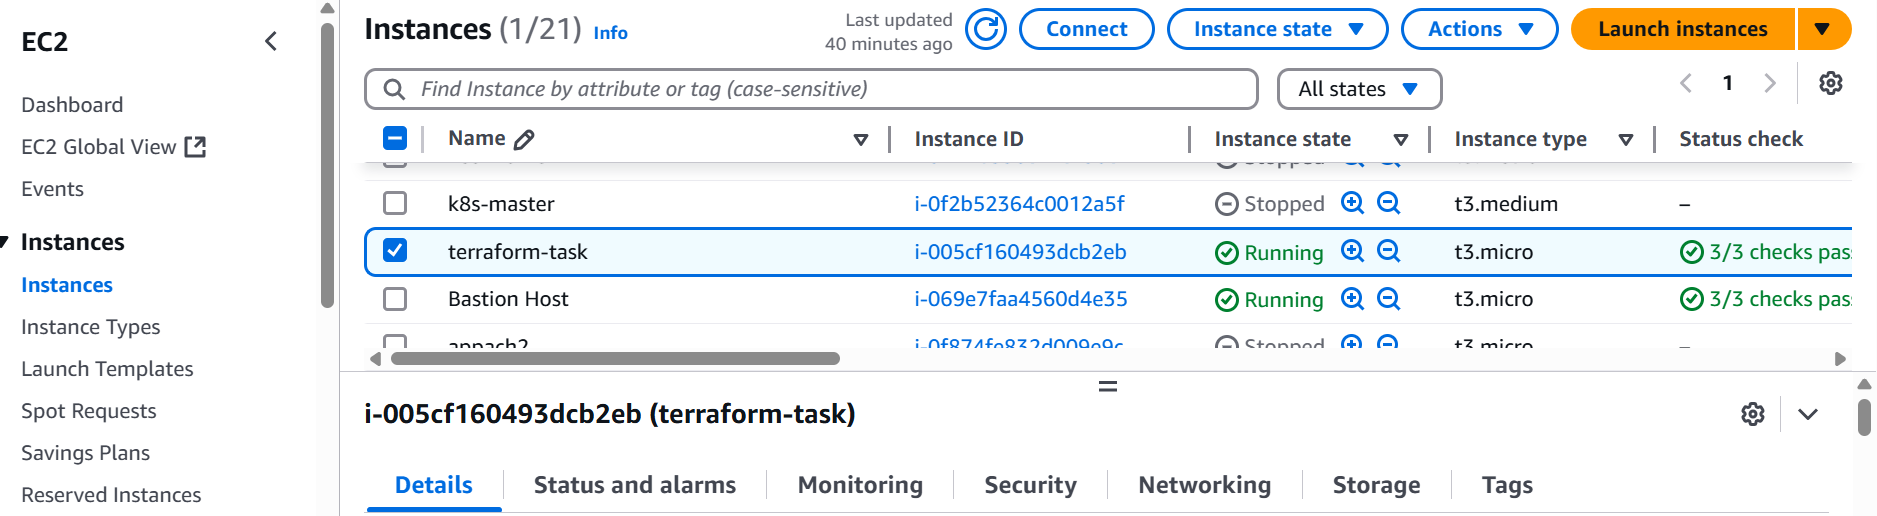 EC2
Dashboard
EC2 Global View
Events
Instances
Instances
Instance Types
Launch Templates
Spot Requests
Savings Plans
Reserved Instances
Instances (1/21) Info
Last updated
40 minutes ago
Connect
Instance state
Actions
Launch instances
Find Instance by attribute or tag (case-sensitive)
All states
1
Name Instance ID Instance state Instance type Status check
Stopped
k8s-master i-0f2b52364c0012a5f Stopped t3.medium –
terraform-task i-005cf160493dcb2eb Running t3.micro 3/3 checks pas
Bastion Host i-069e7faa4560d4e35 Running t3.micro 3/3 checks pas
appach2 i-0f874fe832d009e9c Stopped t3.micro –
i-005cf160493dcb2eb (terraform-task)
Details Status and alarms Monitoring Security Networking Storage Tags